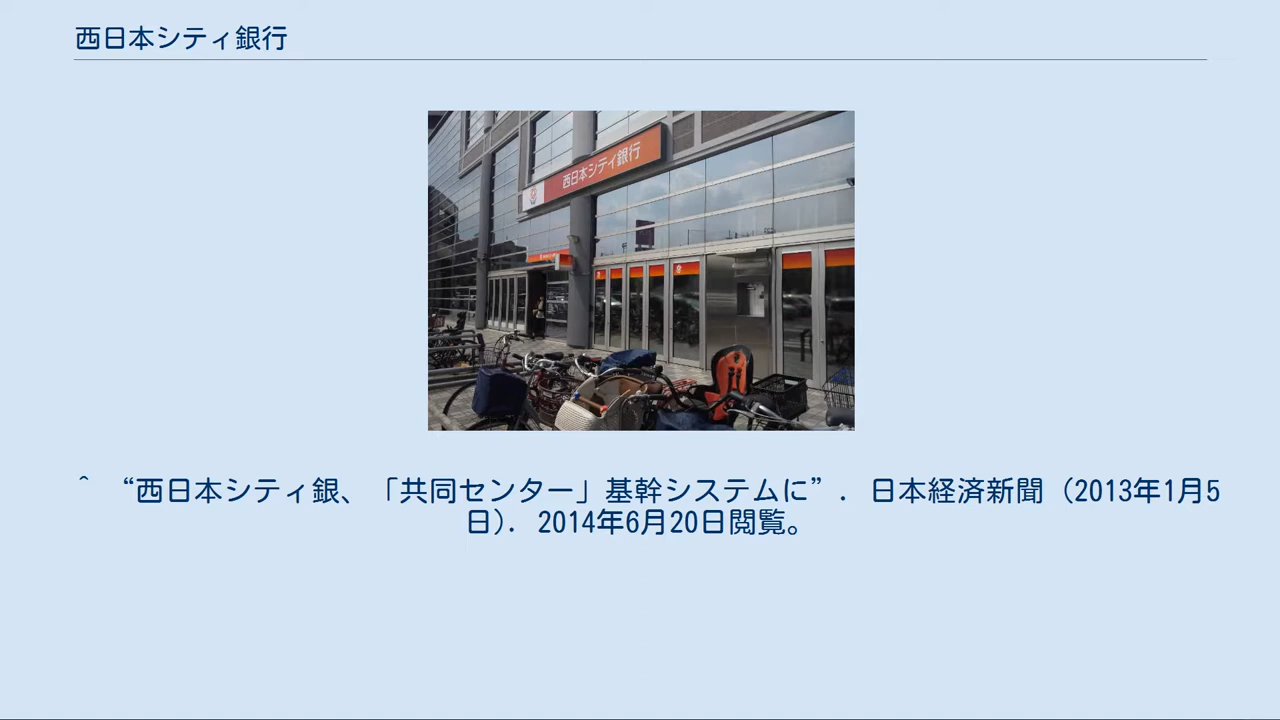 西日本シティ銀行
西日本シティ銀行
^ “西日本シティ銀、「共同センター」基幹システムに”. 日本経済新聞 (2013年1月5
日). 2014年6月20日閲覧。